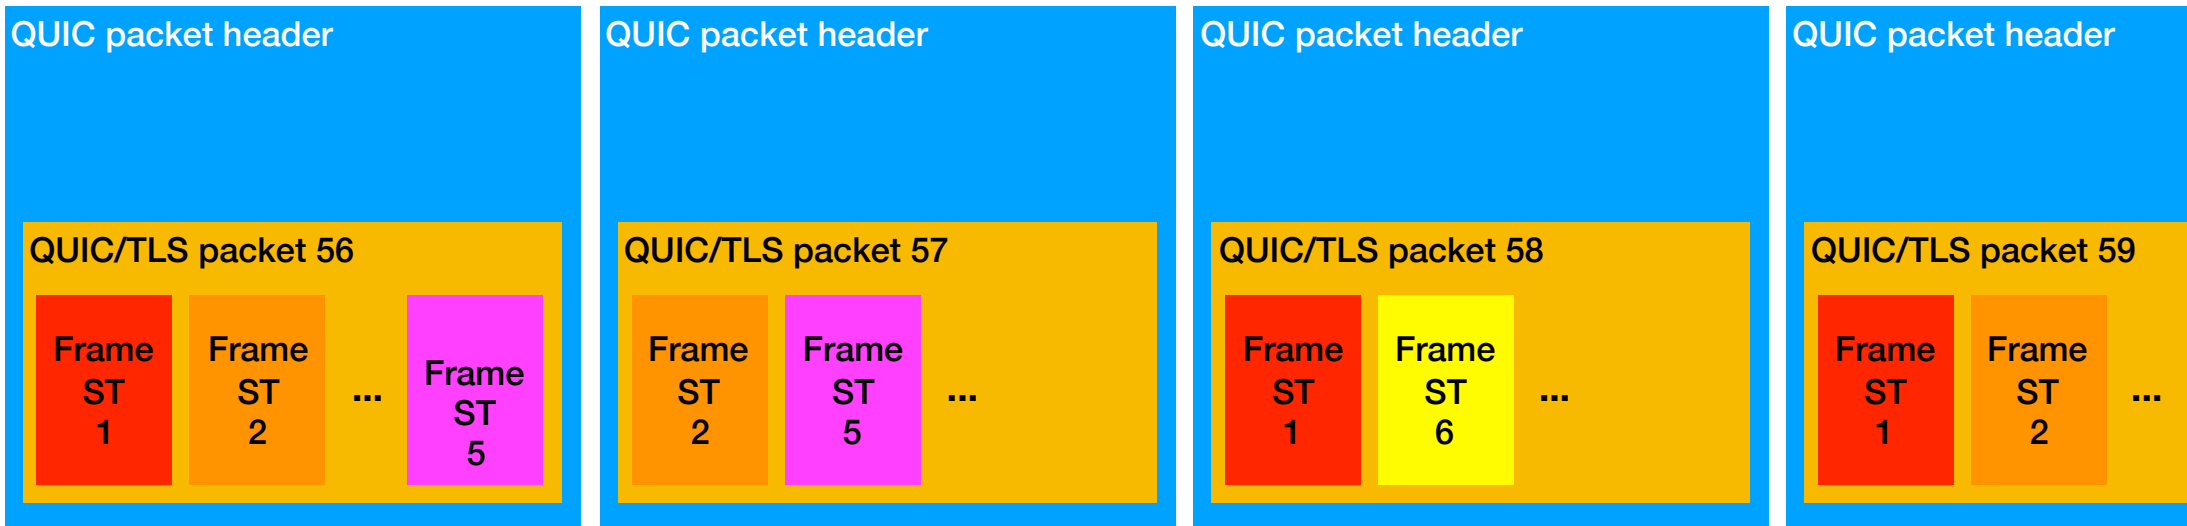 QUIC packet header
QUIC/TLS packet 56
Frame
ST
1
Frame
ST
2
...
Frame
ST
5
QUIC packet header
QUIC/TLS packet 57
Frame
ST
2
Frame
ST
5
...
QUIC packet header
QUIC/TLS packet 58
Frame
ST
1
Frame
ST
6
...
QUIC packet header
QUIC/TLS packet 59
Frame
ST
1
Frame
ST
2
...